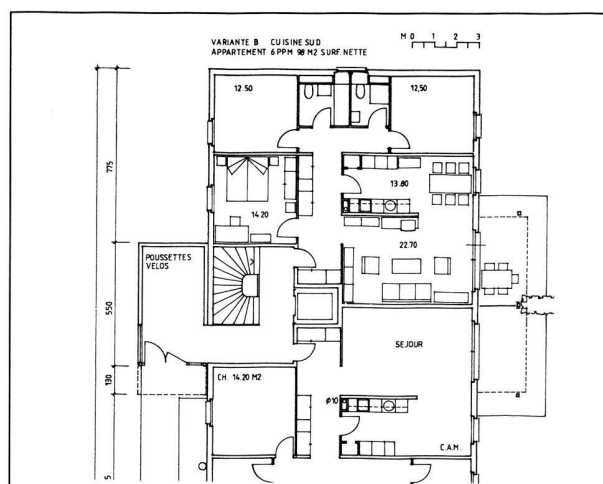 VARIANTE B CUISINE SUD
APPARTEMENT 6 PPM 98 M2 SURF. NETTE
M 0 1 2 3
12.50
12,50
775
13.80
14.20
22.70
POUSSETTES
VELOS
550
SEJOUR
130
CH. 14.20 M2
Ø10
C.A.M.
5